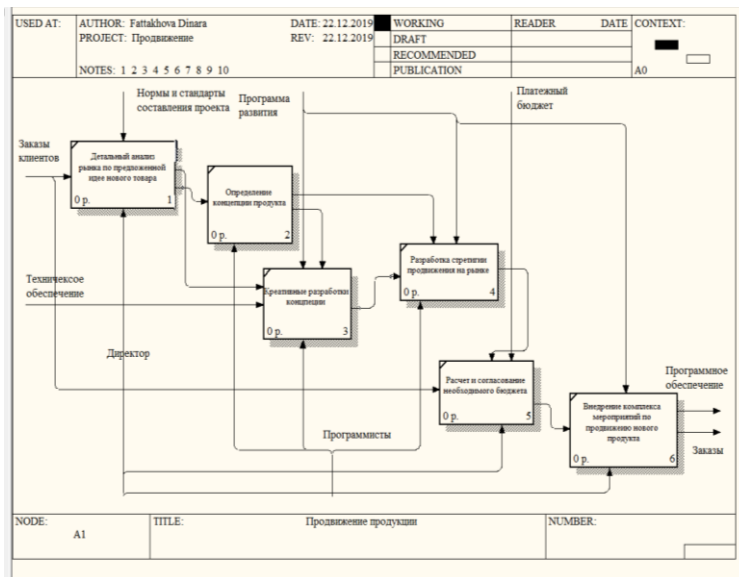 USED AT:
AUTHOR: Fattakhova Dinara
DATE: 22.12.2019
WORKING
READER
DATE
CONTEXT:
PROJECT: Продвижение
REV: 22.12.2019
DRAFT
RECOMMENDED
NOTES: 1 2 3 4 5 6 7 8 9 10
PUBLICATION
A0
Нормы и стандарты
составления проекта
Программа
развития
Платежный
бюджет
Заказы
клиентов
Детальный анализ
рынка по предложенной
идее нового товара
0 р.
1
Определение
концепции продукта
0 р.
2
Техничексое
обеспечение
Креативные разработки
концпеции
0 р.
3
Разработка стретигии
продвижения на рынке
0 р.
4
Директор
Расчет и согласование
необходимого бюджета
0 р.
5
Программисты
Программное
обеспечение
Внедрение комплекса
мероприятий по
продвижению нового
продукта
0 р.
6
Заказы
NODE:
A1
TITLE:
Продвижение продукции
NUMBER: